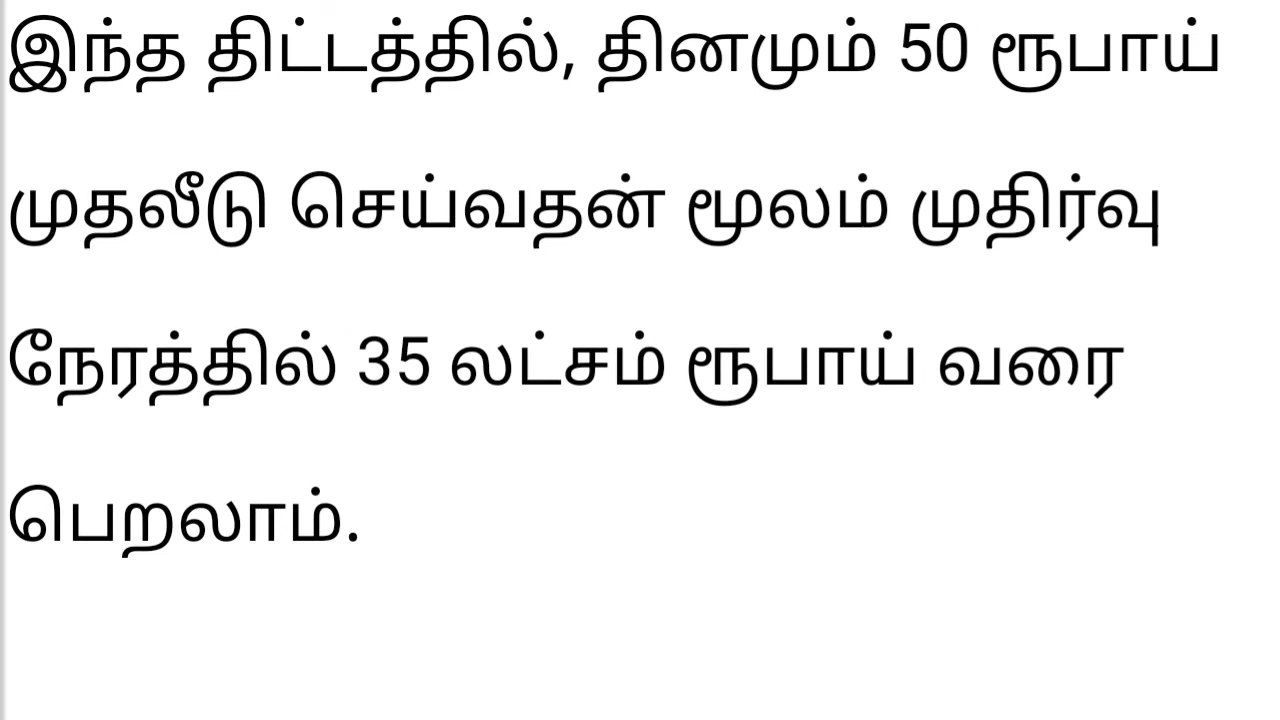 இந்த திட்டத்தில், தினமும் 50 ரூபாய்
முதலீடு செய்வதன் மூலம் முதிர்வு
நேரத்தில் 35 லட்சம் ரூபாய் வரை
பெறலாம்.